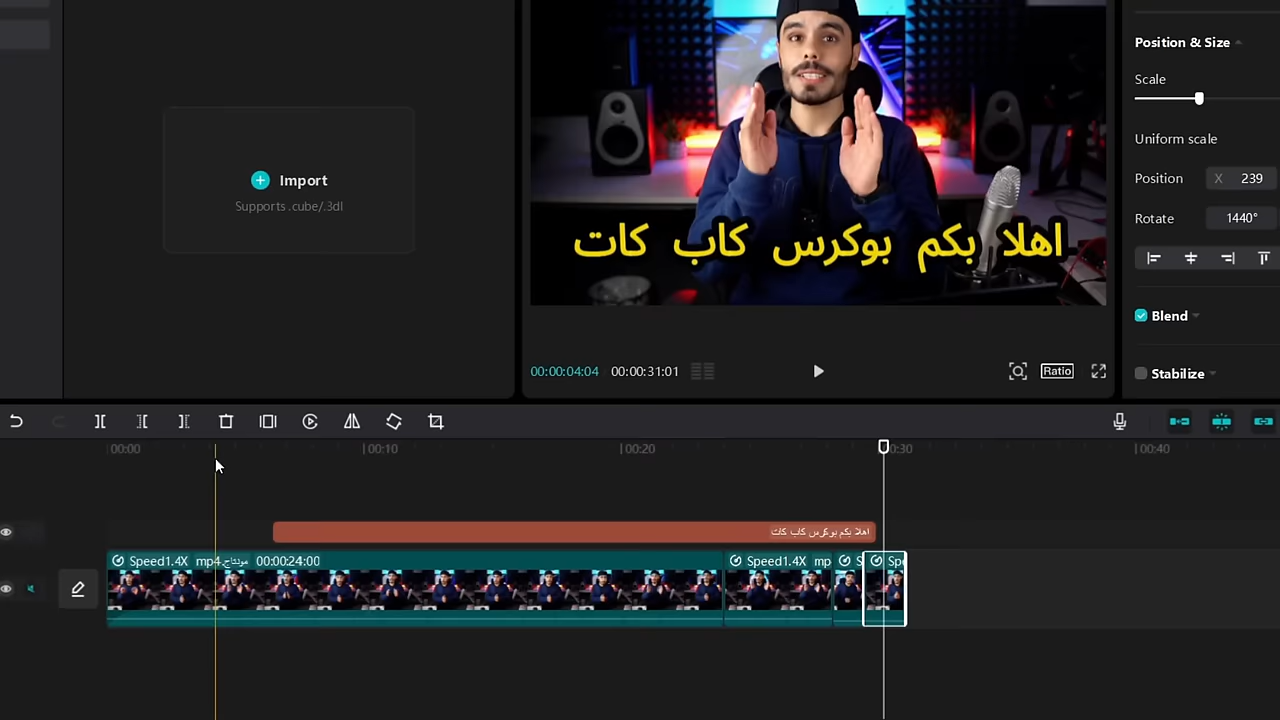 Position & Size
Scale
Uniform scale
Position X 239
Rotate 1440°
Blend
Stabilize
Import
Supports .cube/.3dl
اهلا بكم بوكرس كاب كات
00:00:04:04 00:00:31:01
Ratio
00:00 00:10 00:20 00:30 00:40
اهلا بكم بوكرس كاب كات
Speed1.4X مونتاج.mp4 00:00:24:00
Speed1.4X mp
S
Spe